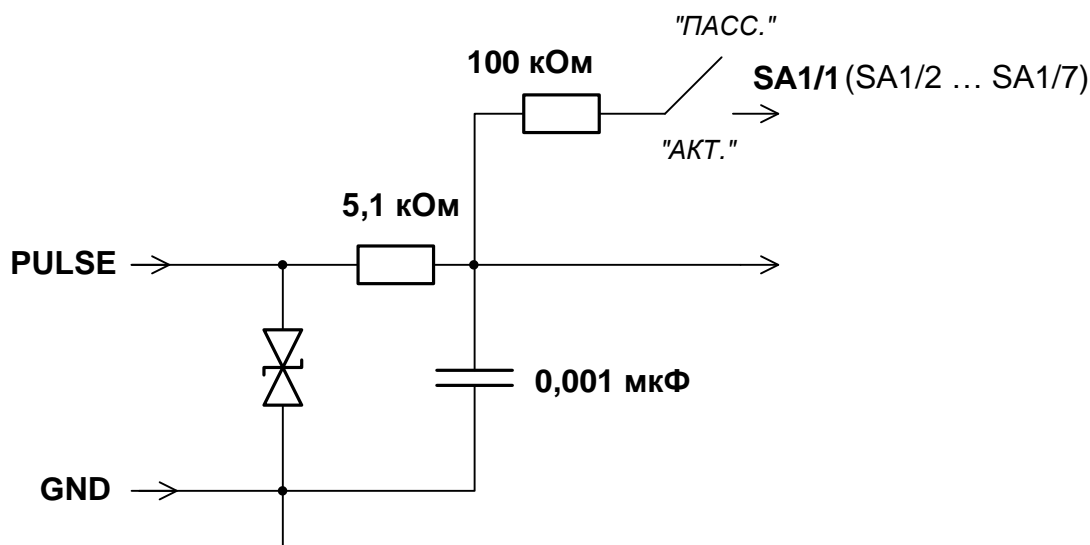 "ПАСС."
100 кОм
SA1/1 (SA1/2 … SA1/7)
"АКТ."
5,1 кОм
PULSE
0,001 мкФ
GND